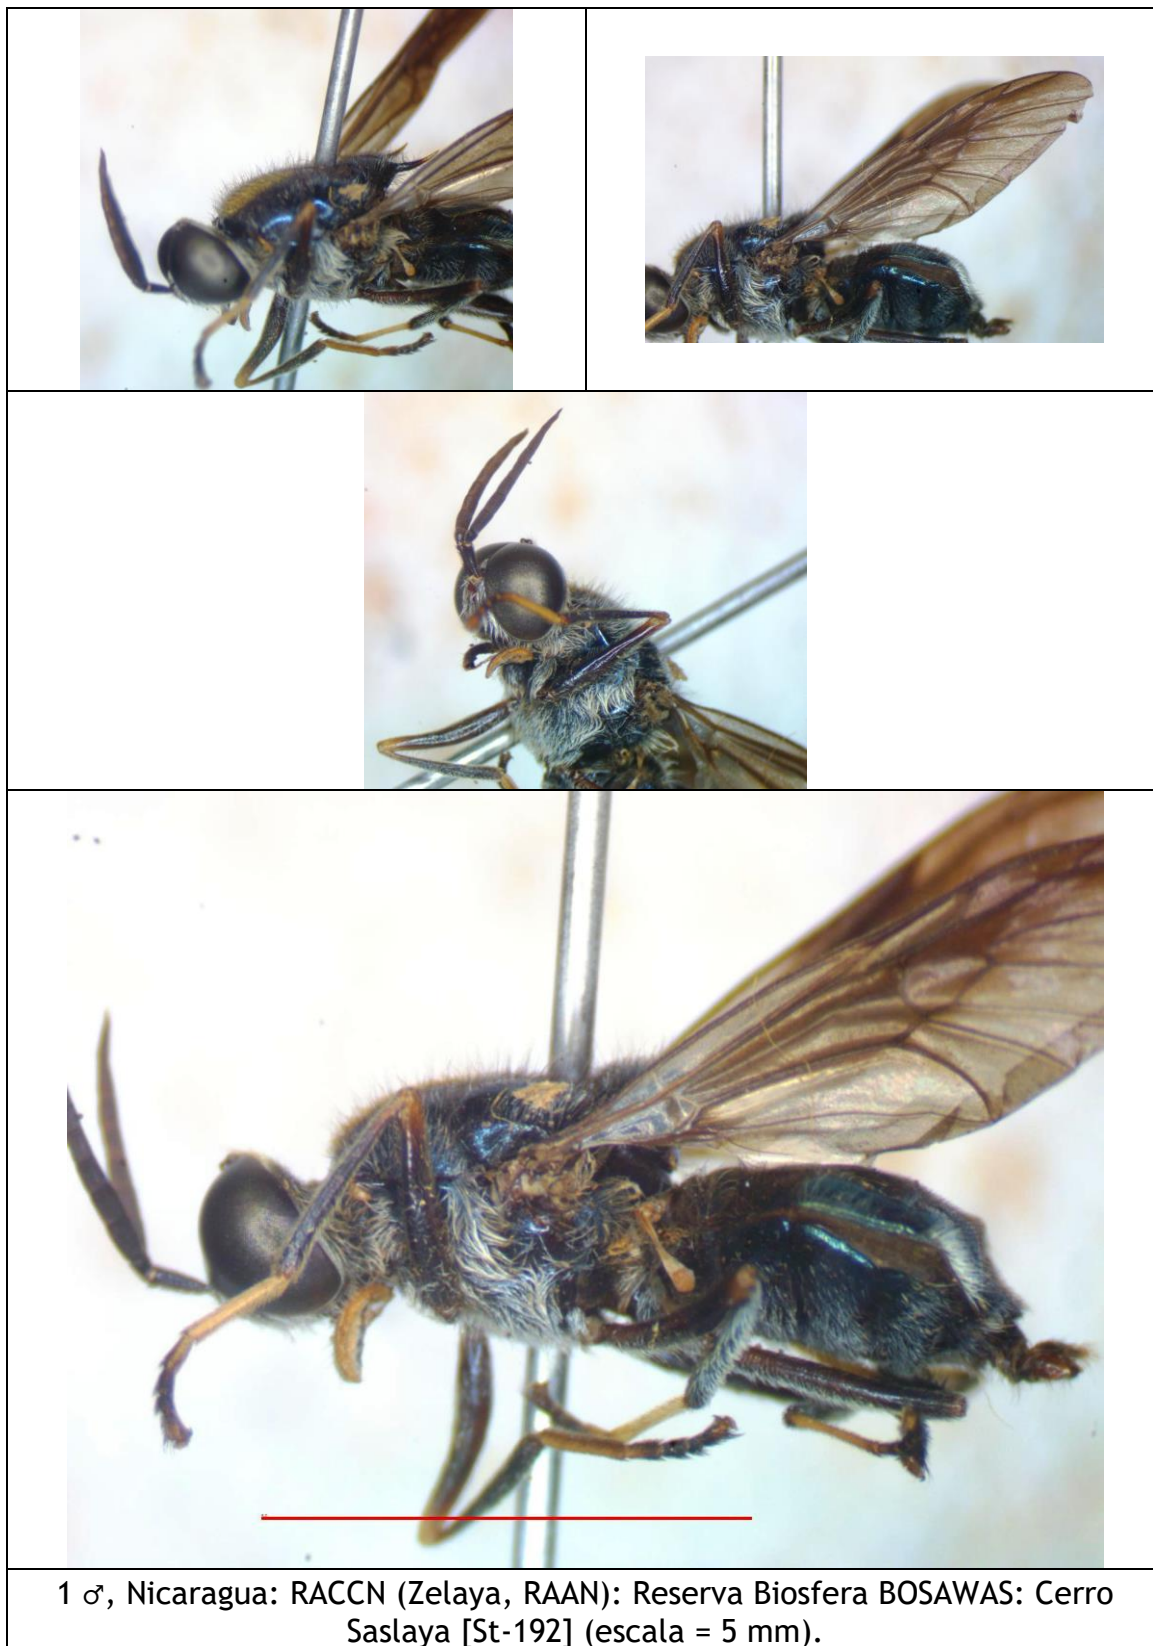 1 ♂, Nicaragua: RACCN (Zelaya, RAAN): Reserva Biosfera BOSAWAS: Cerro
Saslaya [St-192] (escala = 5 mm).